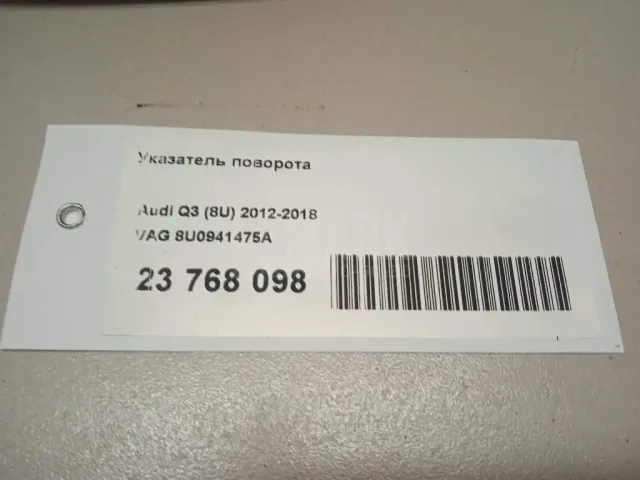 Указатель поворота
Audi Q3 (8U) 2012-2018
VAG 8U0941475A
23 768 098